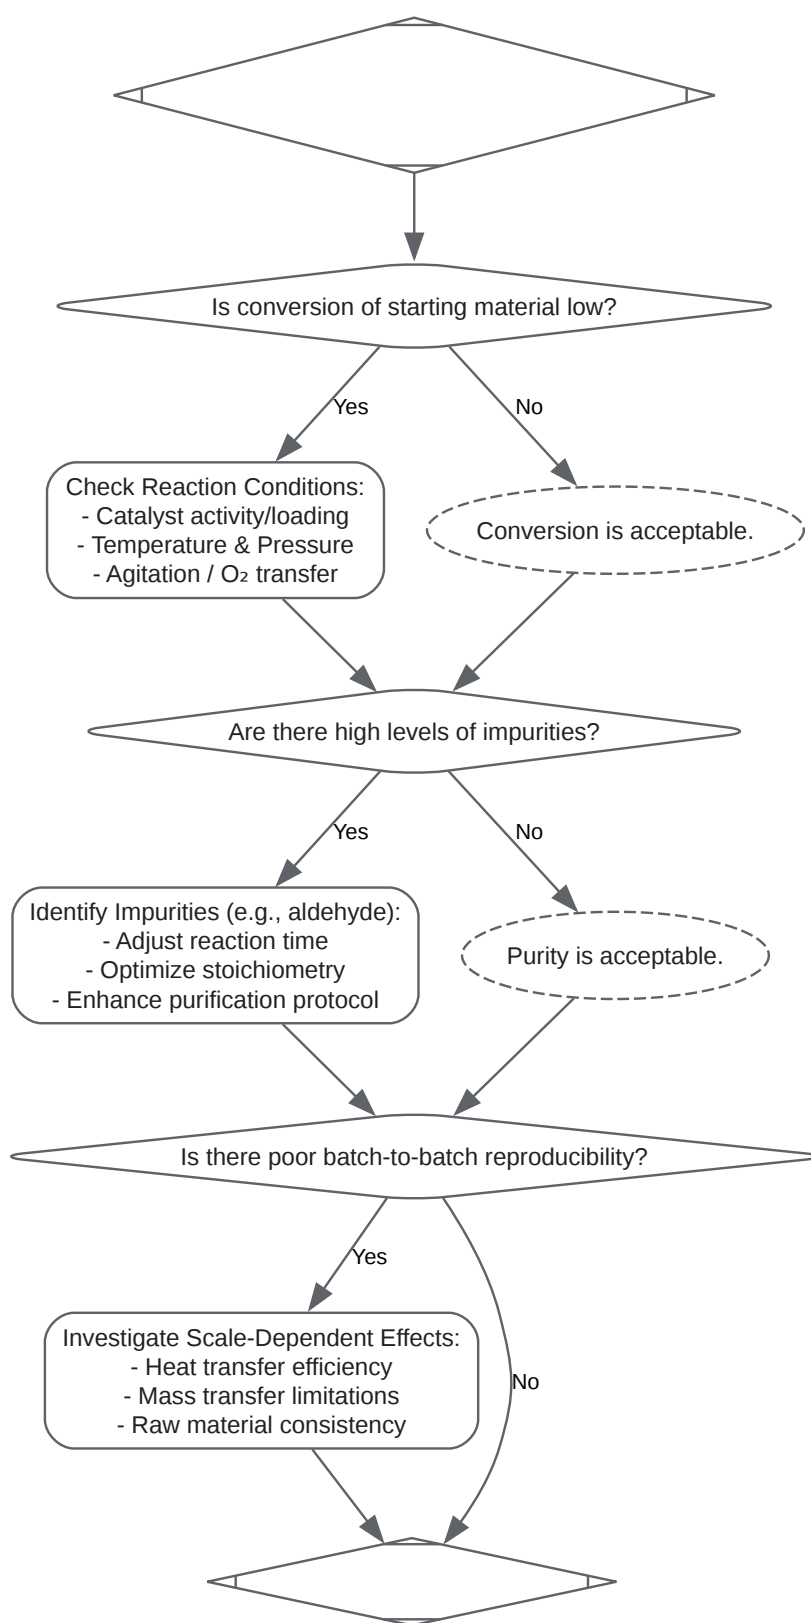 Is conversion of starting material low?
Yes
No
Check Reaction Conditions:
- Catalyst activity/loading
- Temperature & Pressure
- Agitation / O₂ transfer
Conversion is acceptable.
Are there high levels of impurities?
Yes
No
Identify Impurities (e.g., aldehyde):
- Adjust reaction time
- Optimize stoichiometry
- Enhance purification protocol
Purity is acceptable.
Is there poor batch-to-batch reproducibility?
Yes
Investigate Scale-Dependent Effects:
- Heat transfer efficiency
- Mass transfer limitations
- Raw material consistency
No